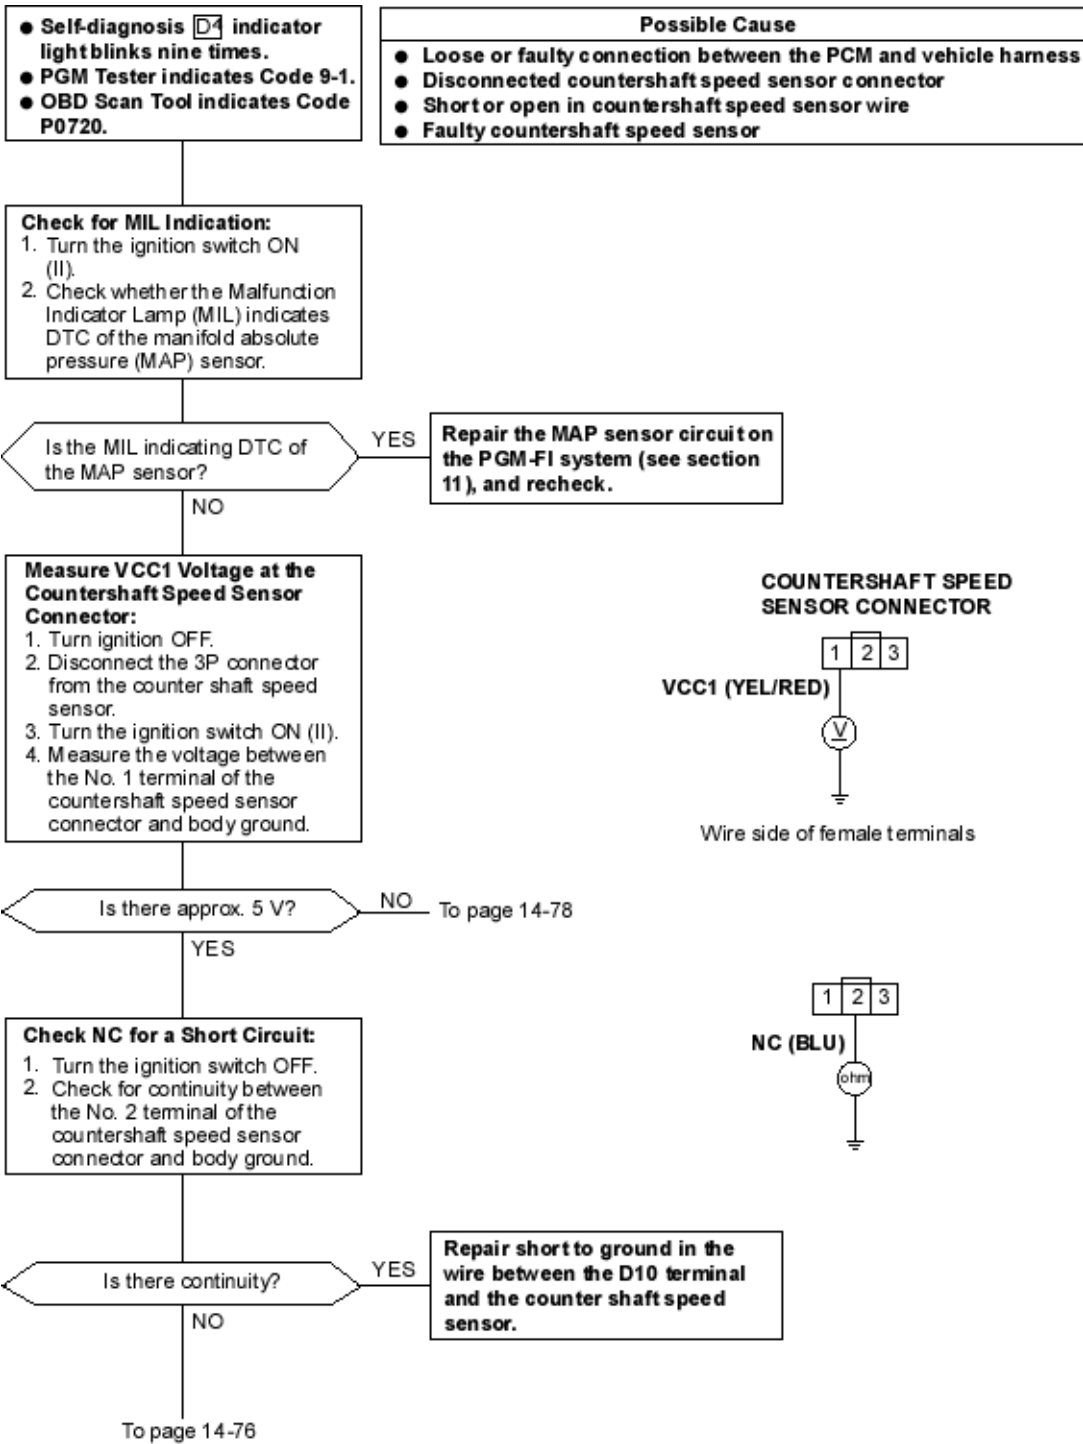 ● Self-diagnosis D4 indicator
light blinks nine times.
● PGM Tester indicates Code 9-1.
● OBD Scan Tool indicates Code
P0720.
Possible Cause
● Loose or faulty connection between the PCM and vehicle harness
● Disconnected countershaft speed sensor connector
● Short or open in countershaft speed sensor wire
● Faulty countershaft speed sensor
Check for MIL Indication:
1. Turn the ignition switch ON
(II).
2. Check whether the Malfunction
Indicator Lamp (MIL) indicates
DTC of the manifold absolute
pressure (MAP) sensor.
Is the MIL indicating DTC of
the MAP sensor?
YES
Repair the MAP sensor circuit on
the PGM-FI system (see section
11), and recheck.
NO
Measure VCC1 Voltage at the
Countershaft Speed Sensor
Connector:
1. Turn ignition OFF.
2. Disconnect the 3P connector
from the counter shaft speed
sensor.
3. Turn the ignition switch ON (II).
4. Measure the voltage between
the No. 1 terminal of the
countershaft speed sensor
connector and body ground.
COUNTERSHAFT SPEED
SENSOR CONNECTOR
1 2 3
VCC1 (YEL/RED)
V
Wire side of female terminals
Is there approx. 5 V?
NO
To page 14-78
YES
Check NC for a Short Circuit:
1. Turn the ignition switch OFF.
2. Check for continuity between
the No. 2 terminal of the
countershaft speed sensor
connector and body ground.
1 2 3
NC (BLU)
ohm
Is there continuity?
YES
Repair short to ground in the
wire between the D10 terminal
and the counter shaft speed
sensor.
NO
To page 14-76